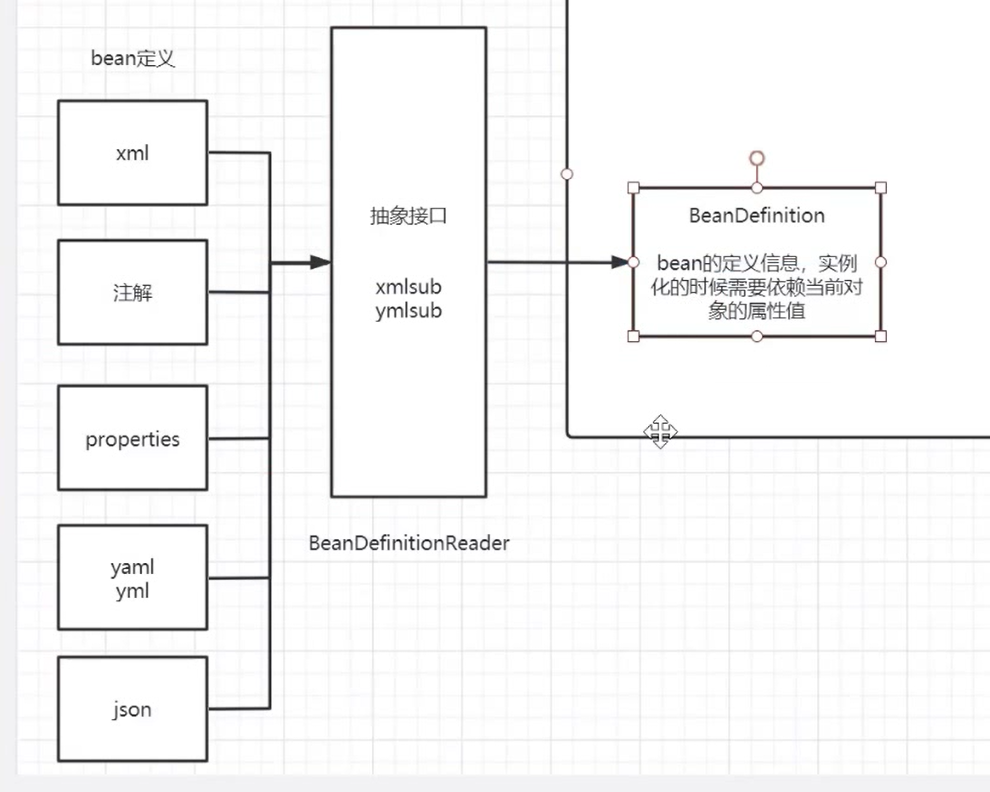 bean定义
xml
注解
properties
yaml
yml
json
抽象接口
xmlsub
ymlsub
BeanDefinitionReader
BeanDefinition
bean的定义信息，实例
化的时候需要依赖当前对
象的属性值